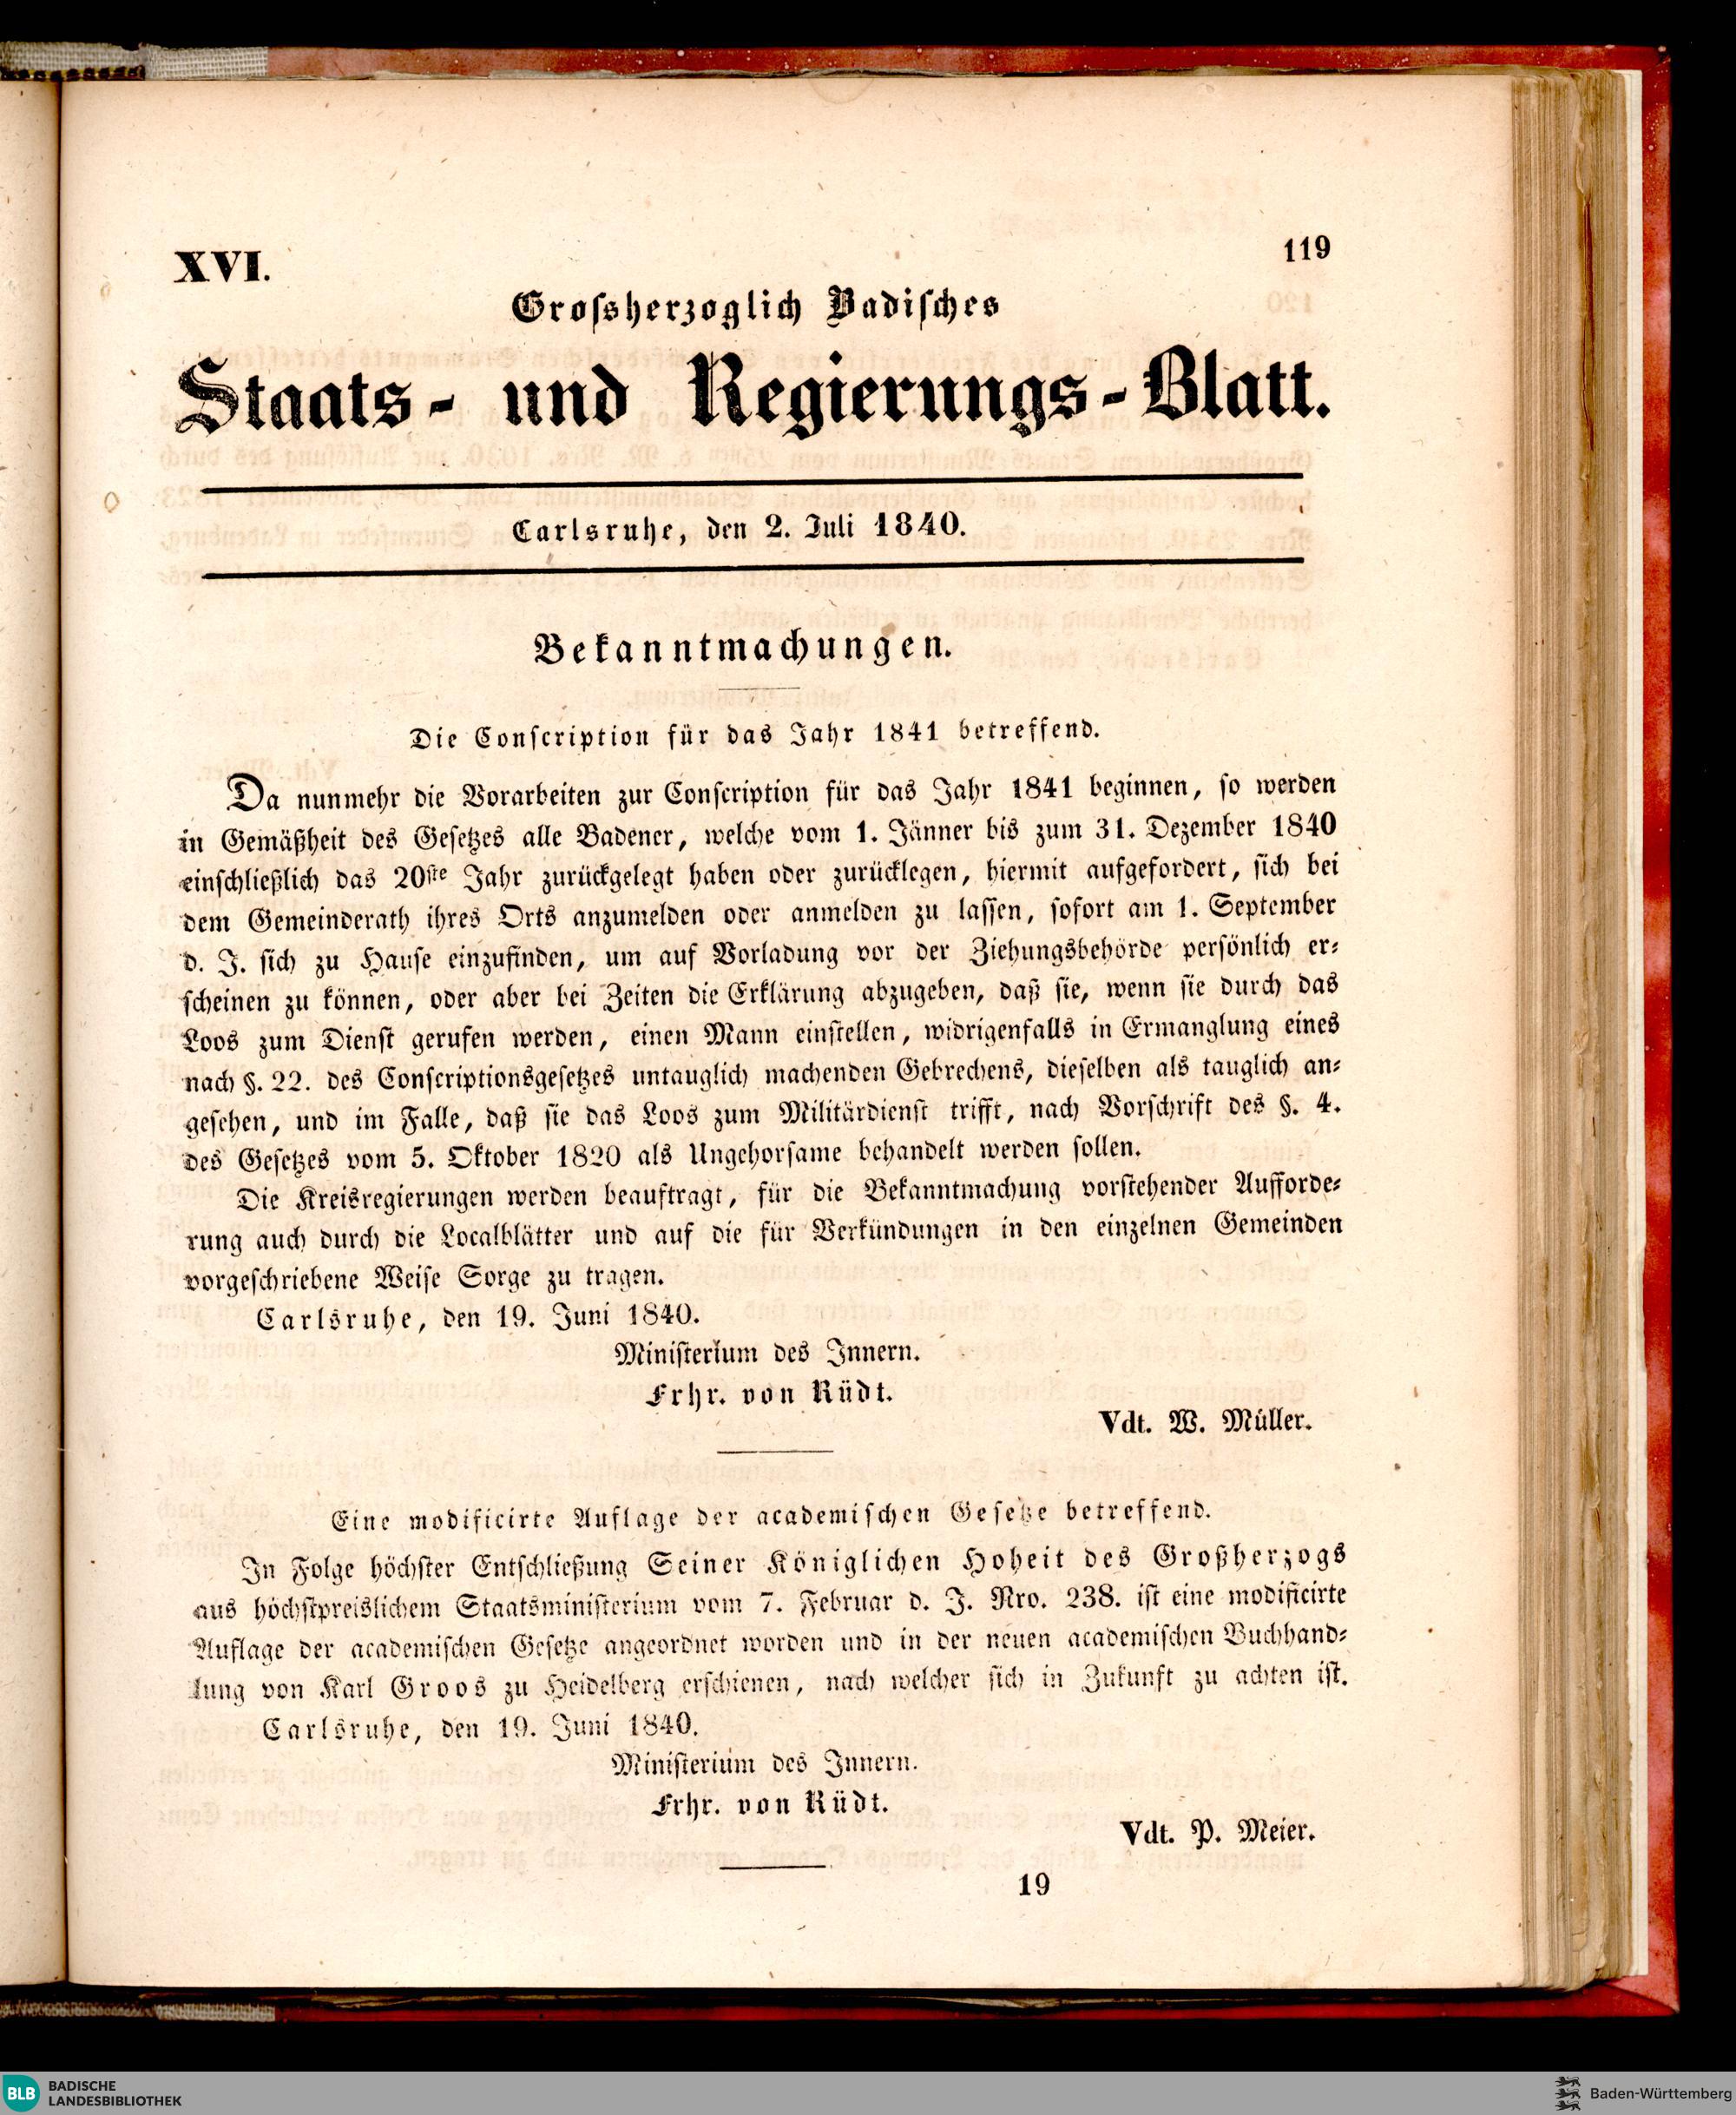 XVI.
119
Grossherzoglich Badisches
Staats- und Regierungs-Blatt.
Carlsruhe, den 2. Juli 1840.
Bekanntmachungen.
Die Conscription für das Jahr 1841 betreffend.
Da nunmehr die Vorarbeiten zur Conscription für das Jahr 1841 beginnen, so werden
in Gemäßheit des Gesetzes alle Badener, welche vom 1. Jänner bis zum 31. Dezember 1840
einschließlich das 20ste Jahr zurückgelegt haben oder zurücklegen, hiermit aufgefordert, sich bei
dem Gemeinderath ihres Orts anzumelden oder anmelden zu lassen, sofort am 1. September
d. J. sich zu Hause einzufinden, um auf Vorladung vor der Ziehungsbehörde persönlich er-
scheinen zu können, oder aber bei Zeiten die Erklärung abzugeben, daß sie, wenn sie durch das
Loos zum Dienst gerufen werden, einen Mann einstellen, widrigenfalls in Ermanglung eines
nach §. 22. des Conscriptionsgesetzes untauglich machenden Gebrechens, dieselben als tauglich an-
gesehen, und im Falle, daß sie das Loos zum Militärdienst trifft, nach Vorschrift des §. 4.
des Gesetzes vom 5. Oktober 1820 als Ungehorsame behandelt werden sollen.
Die Kreisregierungen werden beauftragt, für die Bekanntmachung vorstehender Aufforde-
rung auch durch die Localblätter und auf die für Verkündungen in den einzelnen Gemeinden
vorgeschriebene Weise Sorge zu tragen.
Carlsruhe, den 19. Juni 1840.
Ministerium des Innern.
Frhr. von Rüdt.
Vdt. W. Müller.
Eine modificirte Auflage der academischen Gesetze betreffend.
In Folge höchster Entschließung Seiner Königlichen Hoheit des Großherzogs
aus höchstpreislichem Staatsministerium vom 7. Februar d. J. Nro. 238. ist eine modificirte
Auflage der academischen Gesetze angeordnet worden und in der neuen academischen Buchhand-
lung von Karl Groos zu Heidelberg erschienen, nach welcher sich in Zukunft zu achten ist.
Carlsruhe, den 19. Juni 1840.
Ministerium des Innern.
Frhr. von Rüdt.
Vdt. P. Meier.
19
BLB BADISCHE
LANDESBIBLIOTHEK
Baden-Württemberg